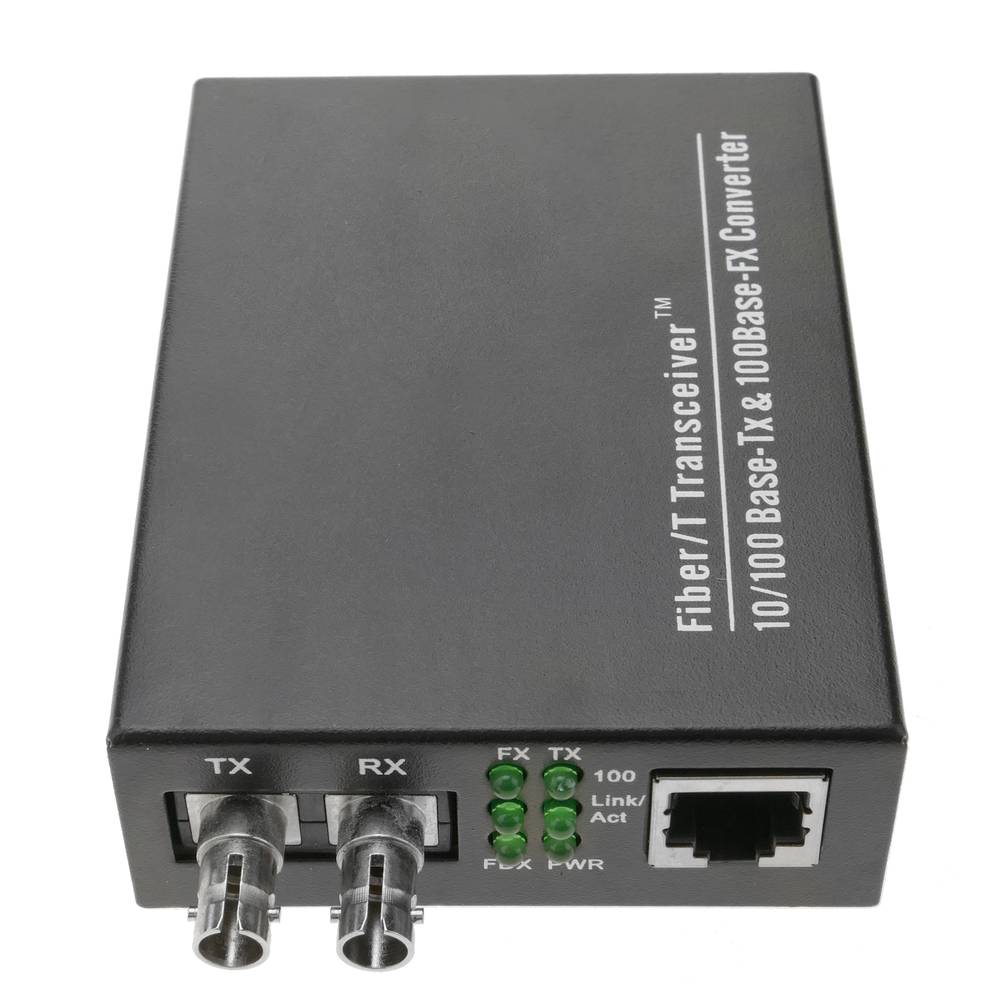 Fiber/T Transceiver™
10/100 Base-Tx & 100Base-FX Converter
TX RX
FX TX
100
Link/
Act
FDX PWR